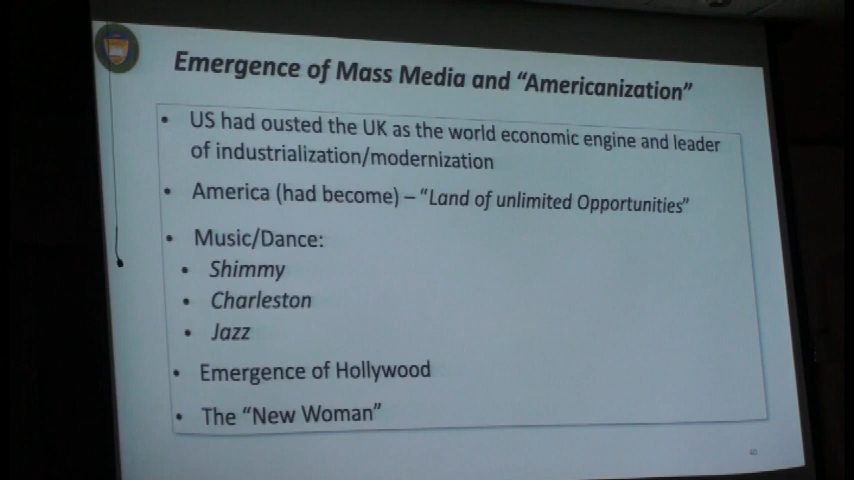 Emergence of Mass Media and “Americanization”
• US had ousted the UK as the world economic engine and leader
of industrialization/modernization
• America (had become) – “Land of unlimited Opportunities”
• Music/Dance:
• Shimmy
• Charleston
• Jazz
• Emergence of Hollywood
• The “New Woman”